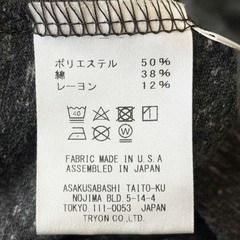 ポリエステル 50%
綿 38%
レーヨン 12%
40
FABRIC MADE IN U.S.A
ASSEMBLED IN JAPAN
ASAKUSABASHI TAITO-KU
NOJIMA BLD. 5-14-4
TOKYO. 111-0053 JAPAN
TRYON CO.,LTD.